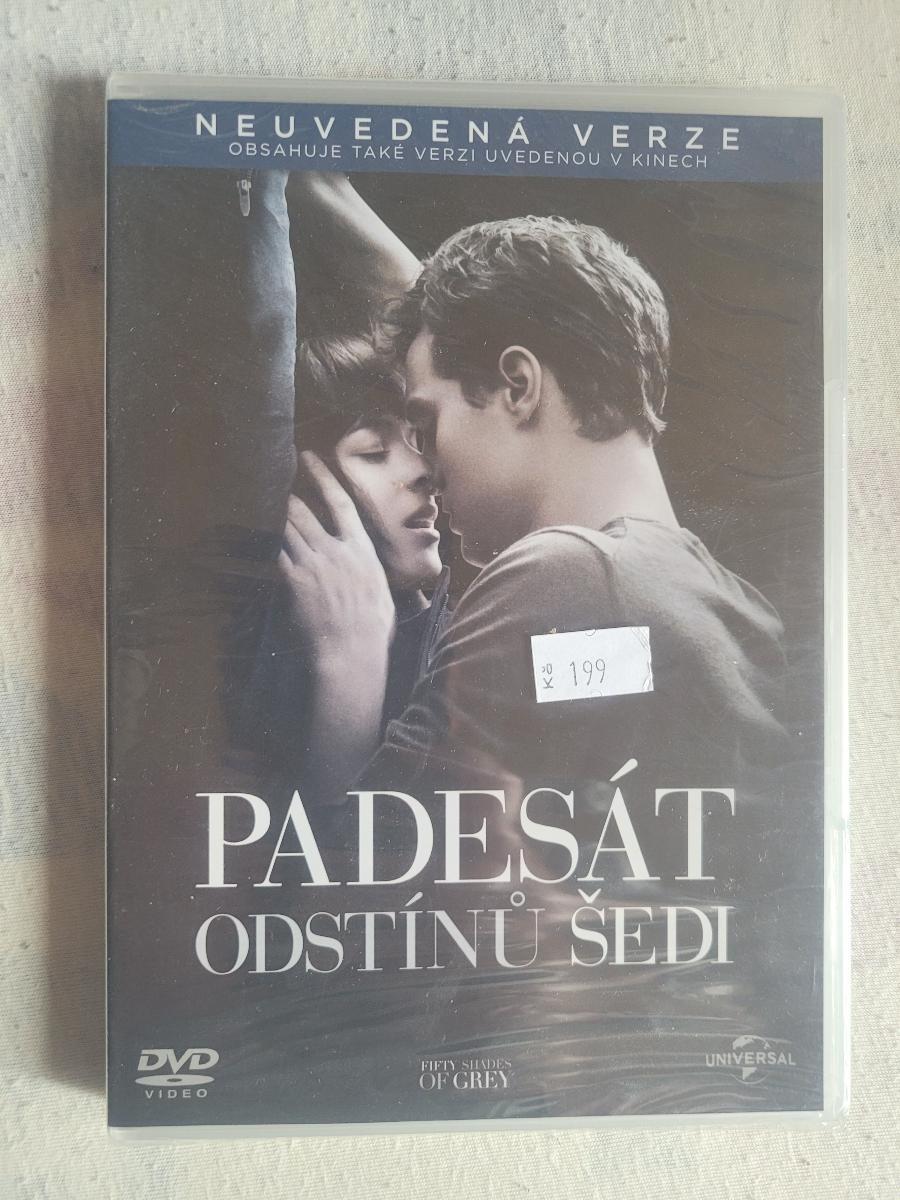 NEUVEDENÁ VERZE
OBSAHUJE TAKÉ VERZI UVEDENOU V KINECH
Kč 199
PADESÁT
ODSTÍNŮ ŠEDI
DVD
VIDEO
FIFTY SHADES
OF GREY
UNIVERSAL